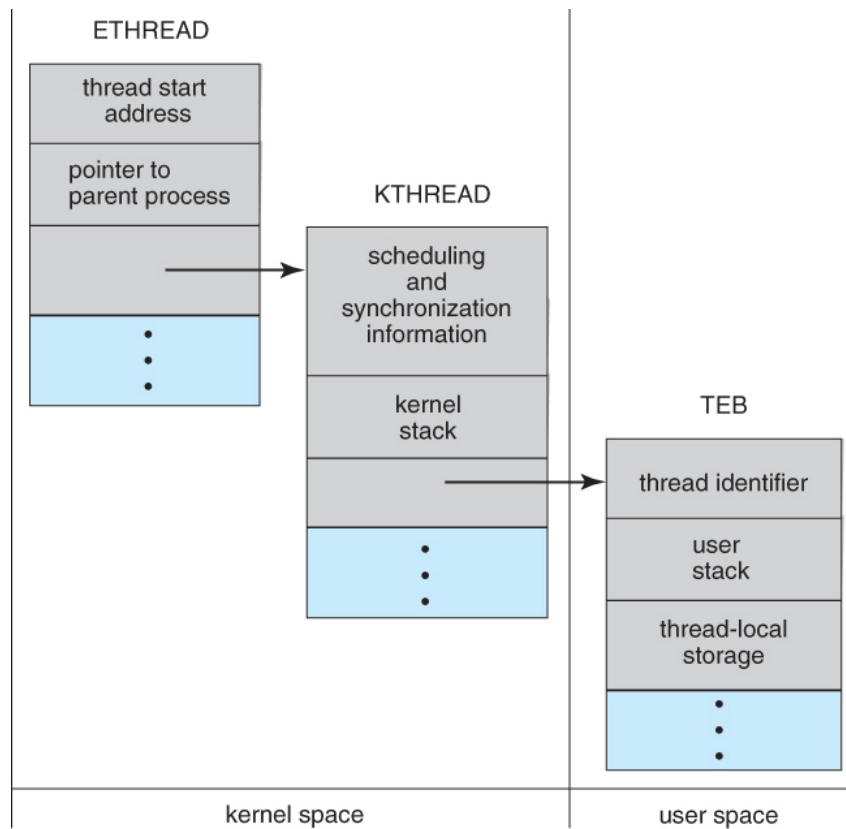 ETHREAD
thread start
address
pointer to
parent process
KTHREAD
scheduling
and
synchronization
information
kernel
stack
TEB
thread identifier
user
stack
thread-local
storage
kernel space
user space